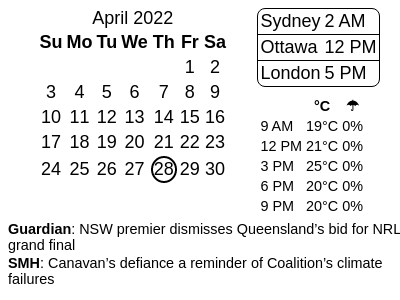 April 2022
Su Mo Tu We Th Fr Sa
1 2
3 4 5 6 7 8 9
10 11 12 13 14 15 16
17 18 19 20 21 22 23
24 25 26 27 28 29 30
Sydney 2 AM
Ottawa 12 PM
London 5 PM
°C ☂
9 AM 19°C 0%
12 PM 21°C 0%
3 PM 25°C 0%
6 PM 20°C 0%
9 PM 20°C 0%
Guardian: NSW premier dismisses Queensland’s bid for NRL
grand final
SMH: Canavan’s defiance a reminder of Coalition’s climate
failures